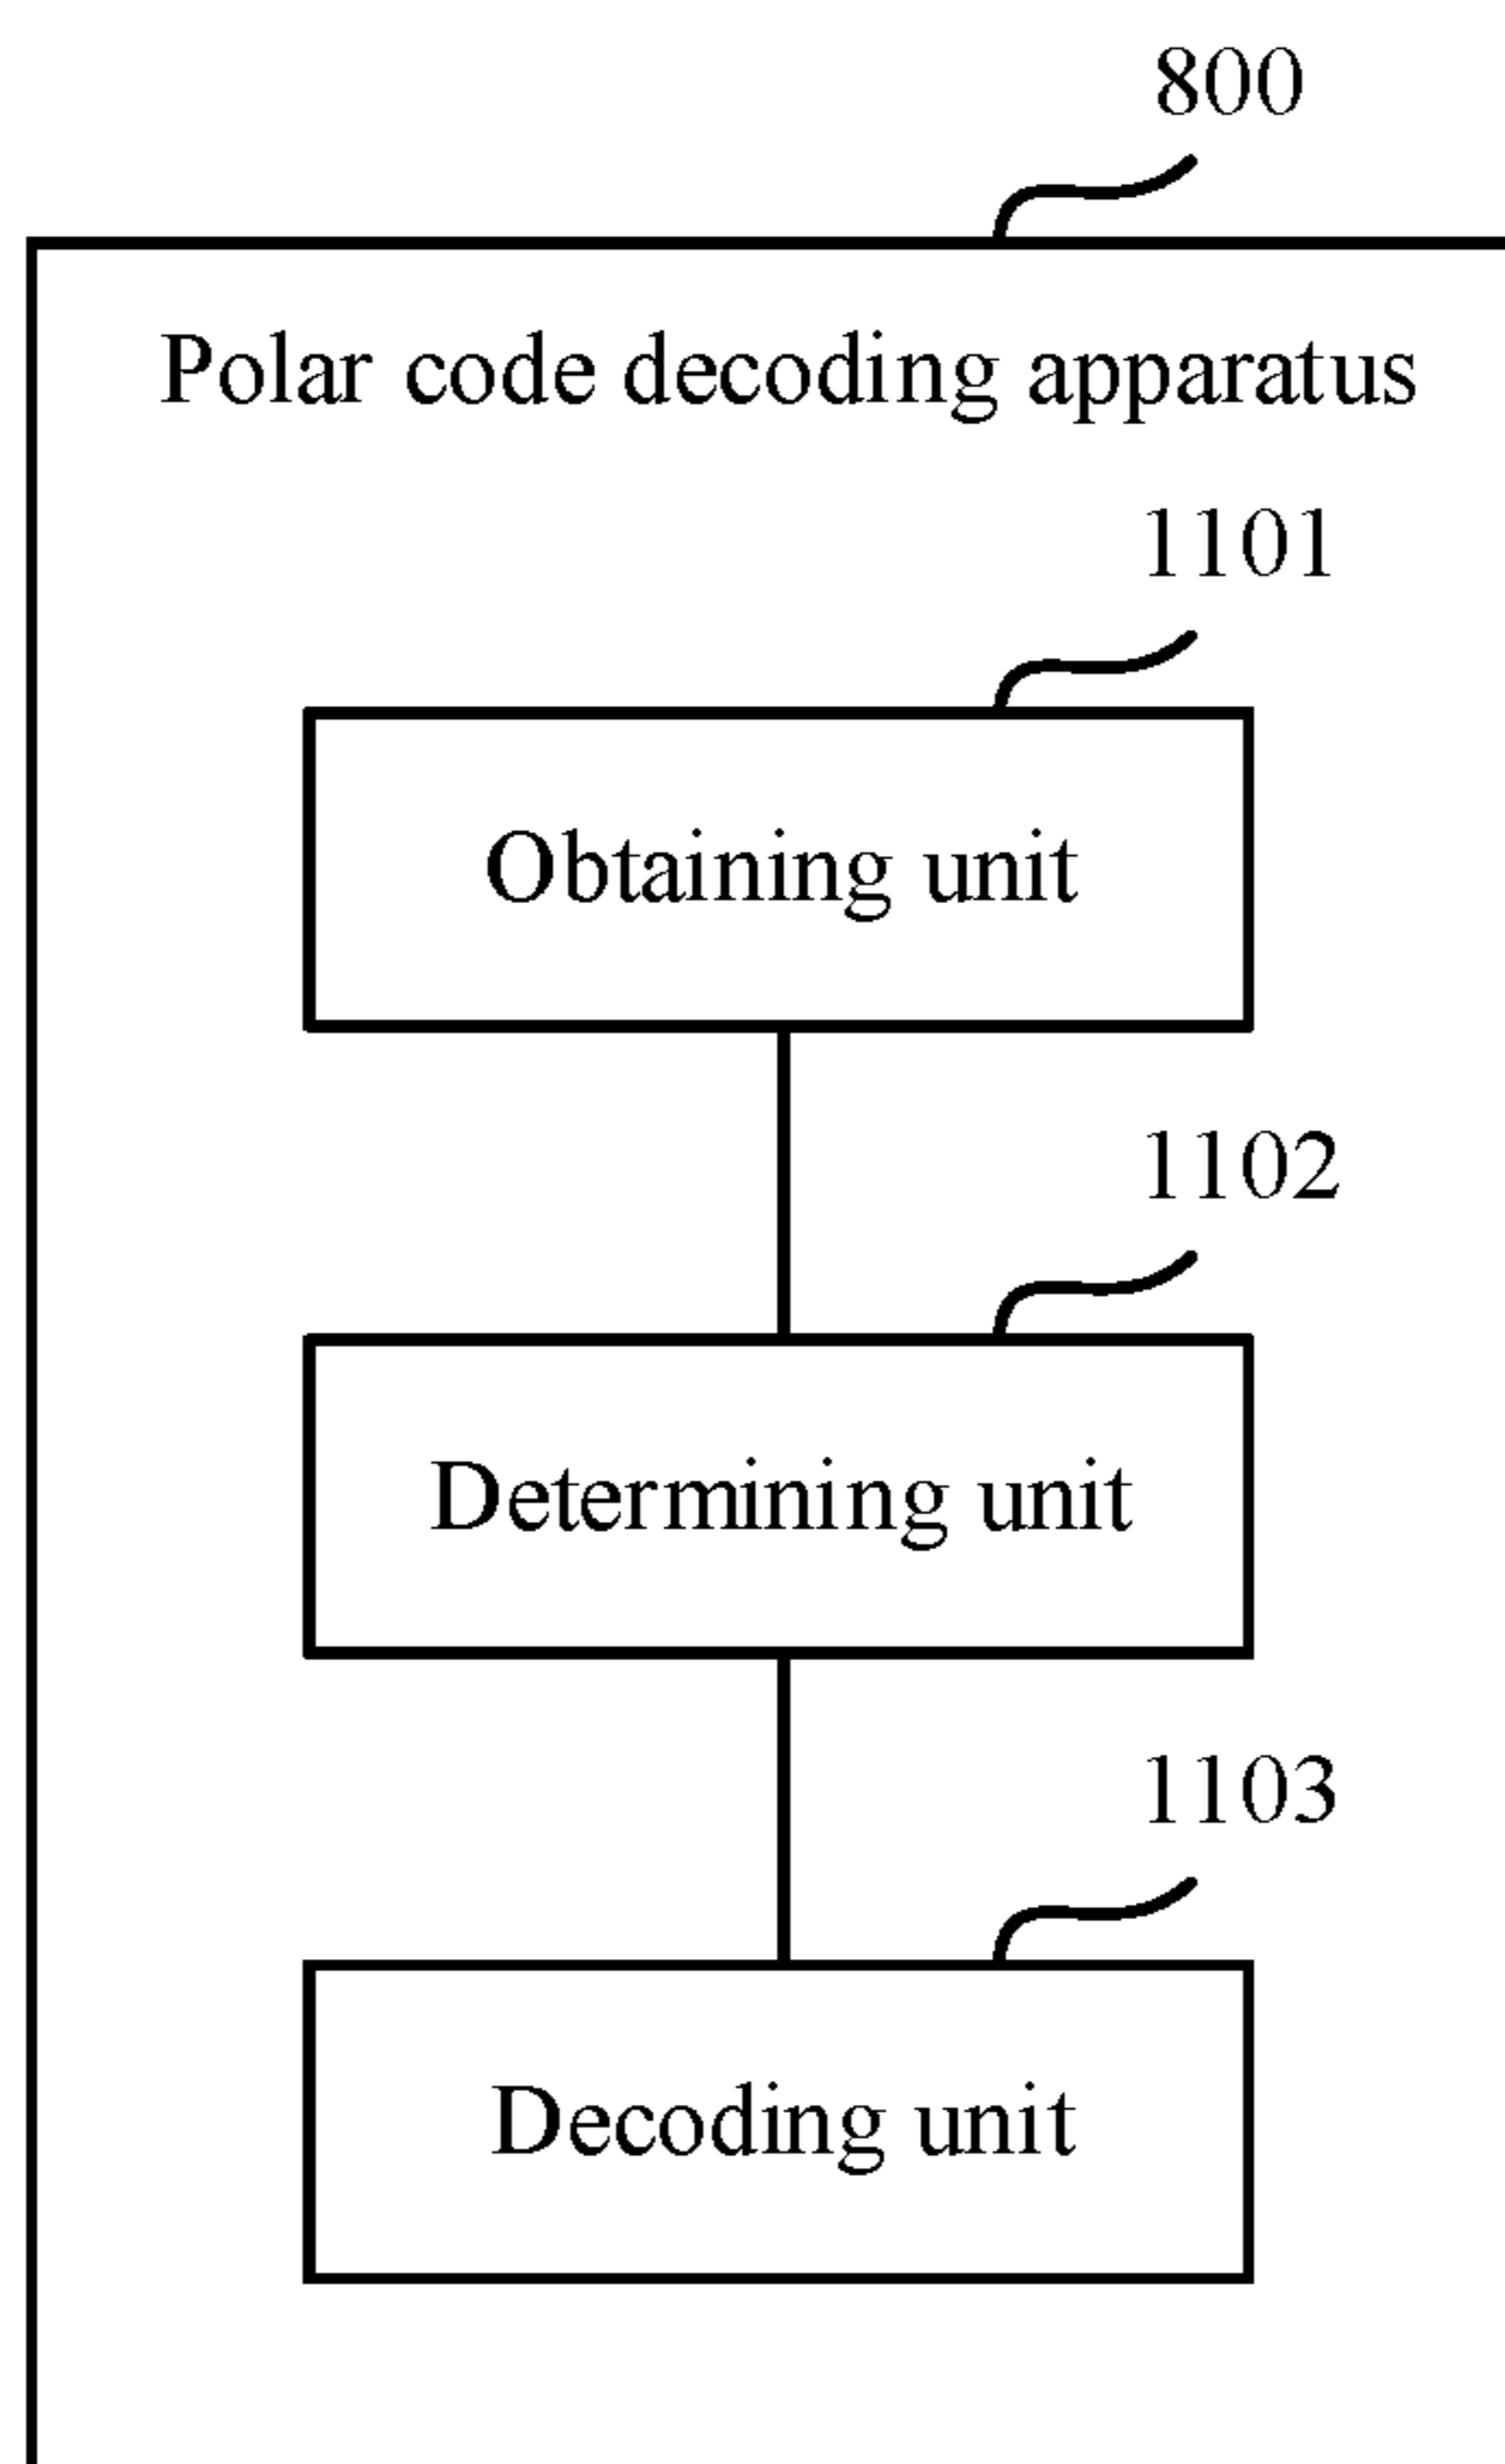 800
Polar code decoding apparatus
1101
Obtaining unit
1102
Determining unit
1103
Decoding unit